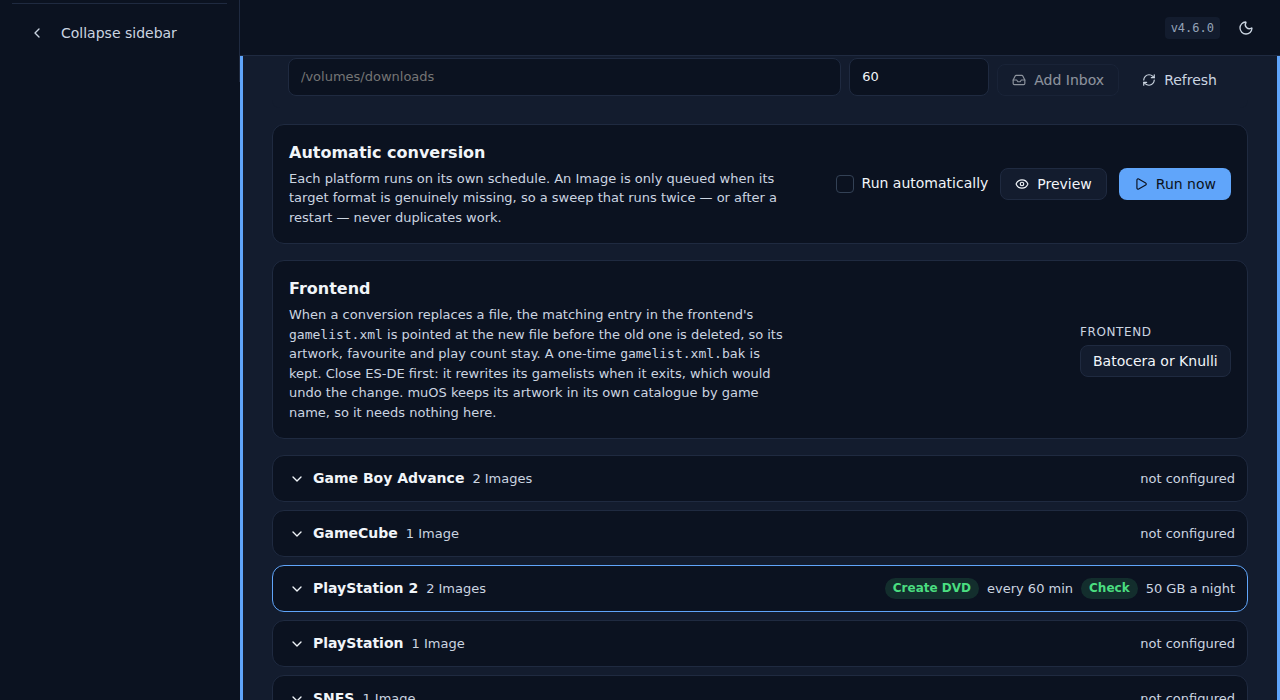 Collapse sidebar
v4.6.0
/volumes/downloads
60
Add Inbox
Refresh
Automatic conversion
Each platform runs on its own schedule. An Image is only queued when its
target format is genuinely missing, so a sweep that runs twice — or after a
restart — never duplicates work.
Run automatically
Preview
Run now
Frontend
When a conversion replaces a file, the matching entry in the frontend's
gamelist.xml is pointed at the new file before the old one is deleted, so its
artwork, favourite and play count stay. A one-time gamelist.xml.bak is
kept. Close ES-DE first: it rewrites its gamelists when it exits, which would
undo the change. muOS keeps its artwork in its own catalogue by game
name, so it needs nothing here.
FRONTEND
Batocera or Knulli
Game Boy Advance 2 Images not configured
GameCube 1 Image not configured
PlayStation 2 2 Images Create DVD every 60 min Check 50 GB a night
PlayStation 1 Image not configured
SNES 1 Image not configured